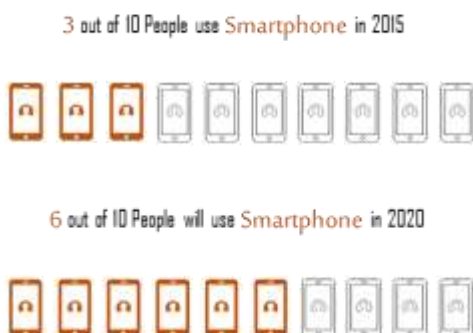 3 out of 10 People use Smartphone in 2015
6 out of 10 People will use Smartphone in 2020